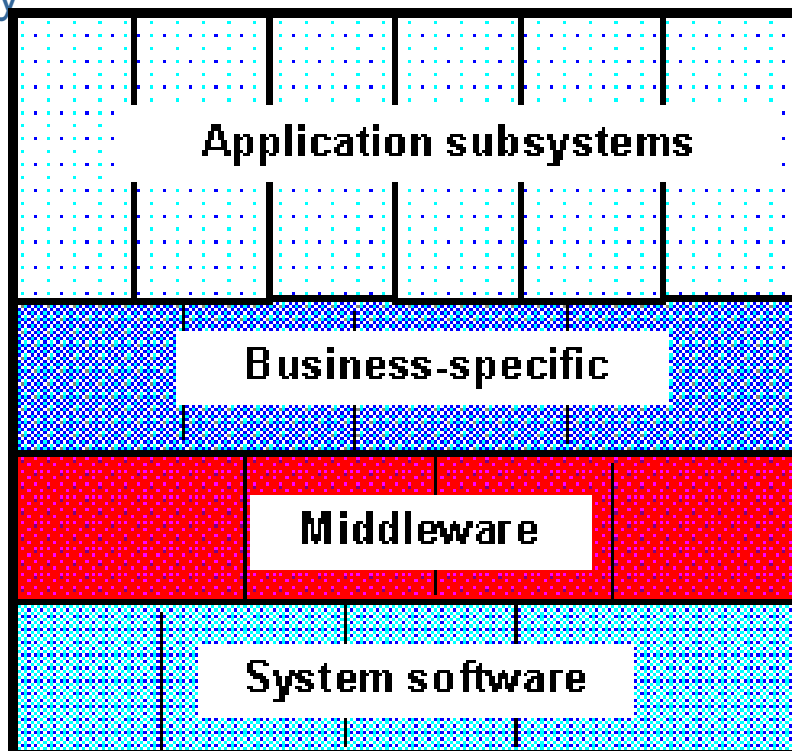 y
Application subsystems
Business-specific
Middleware
System software